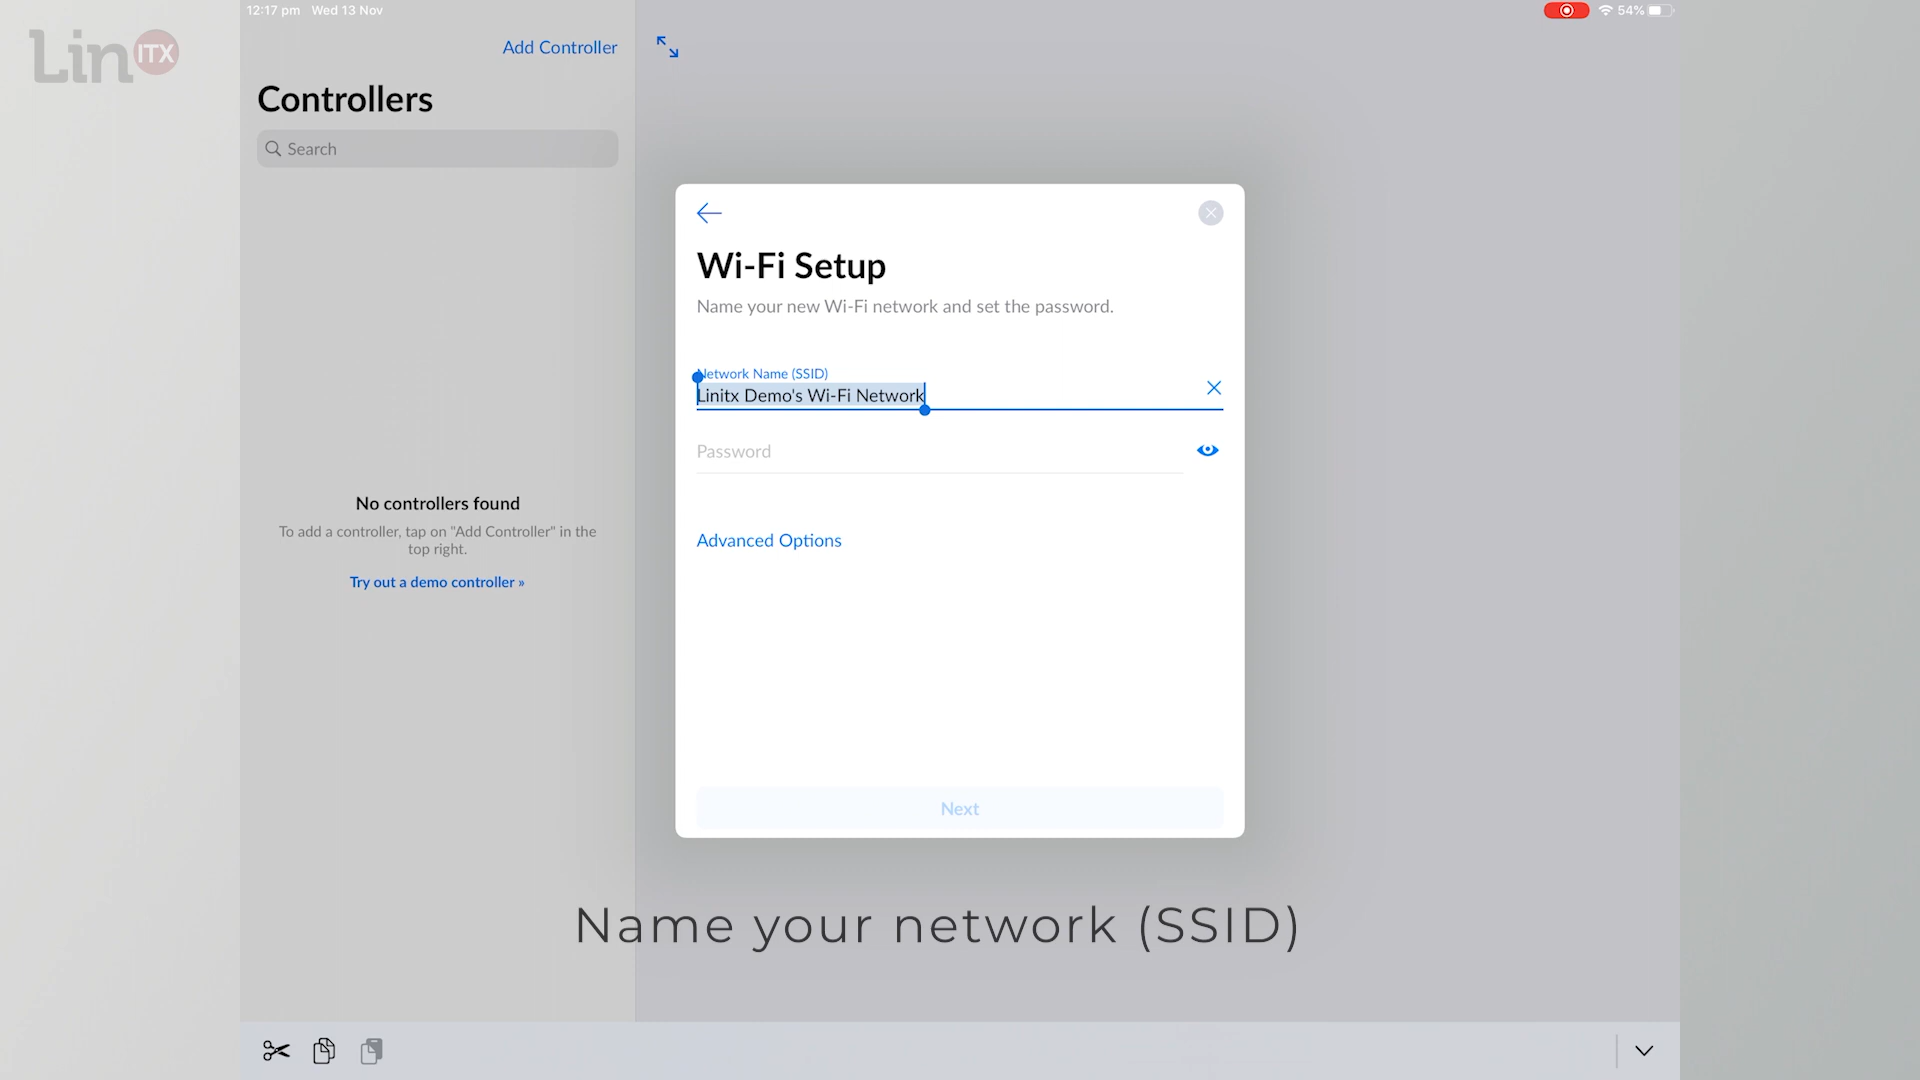 12:17 pm Wed 13 Nov
54%
Lin ITX
Add Controller
Controllers
Search
Wi-Fi Setup
Name your new Wi-Fi network and set the password.
Network Name (SSID)
Linitx Demo's Wi-Fi Network
Password
Advanced Options
No controllers found
To add a controller, tap on "Add Controller" in the
top right.
Try out a demo controller »
Next
Name your network (SSID)